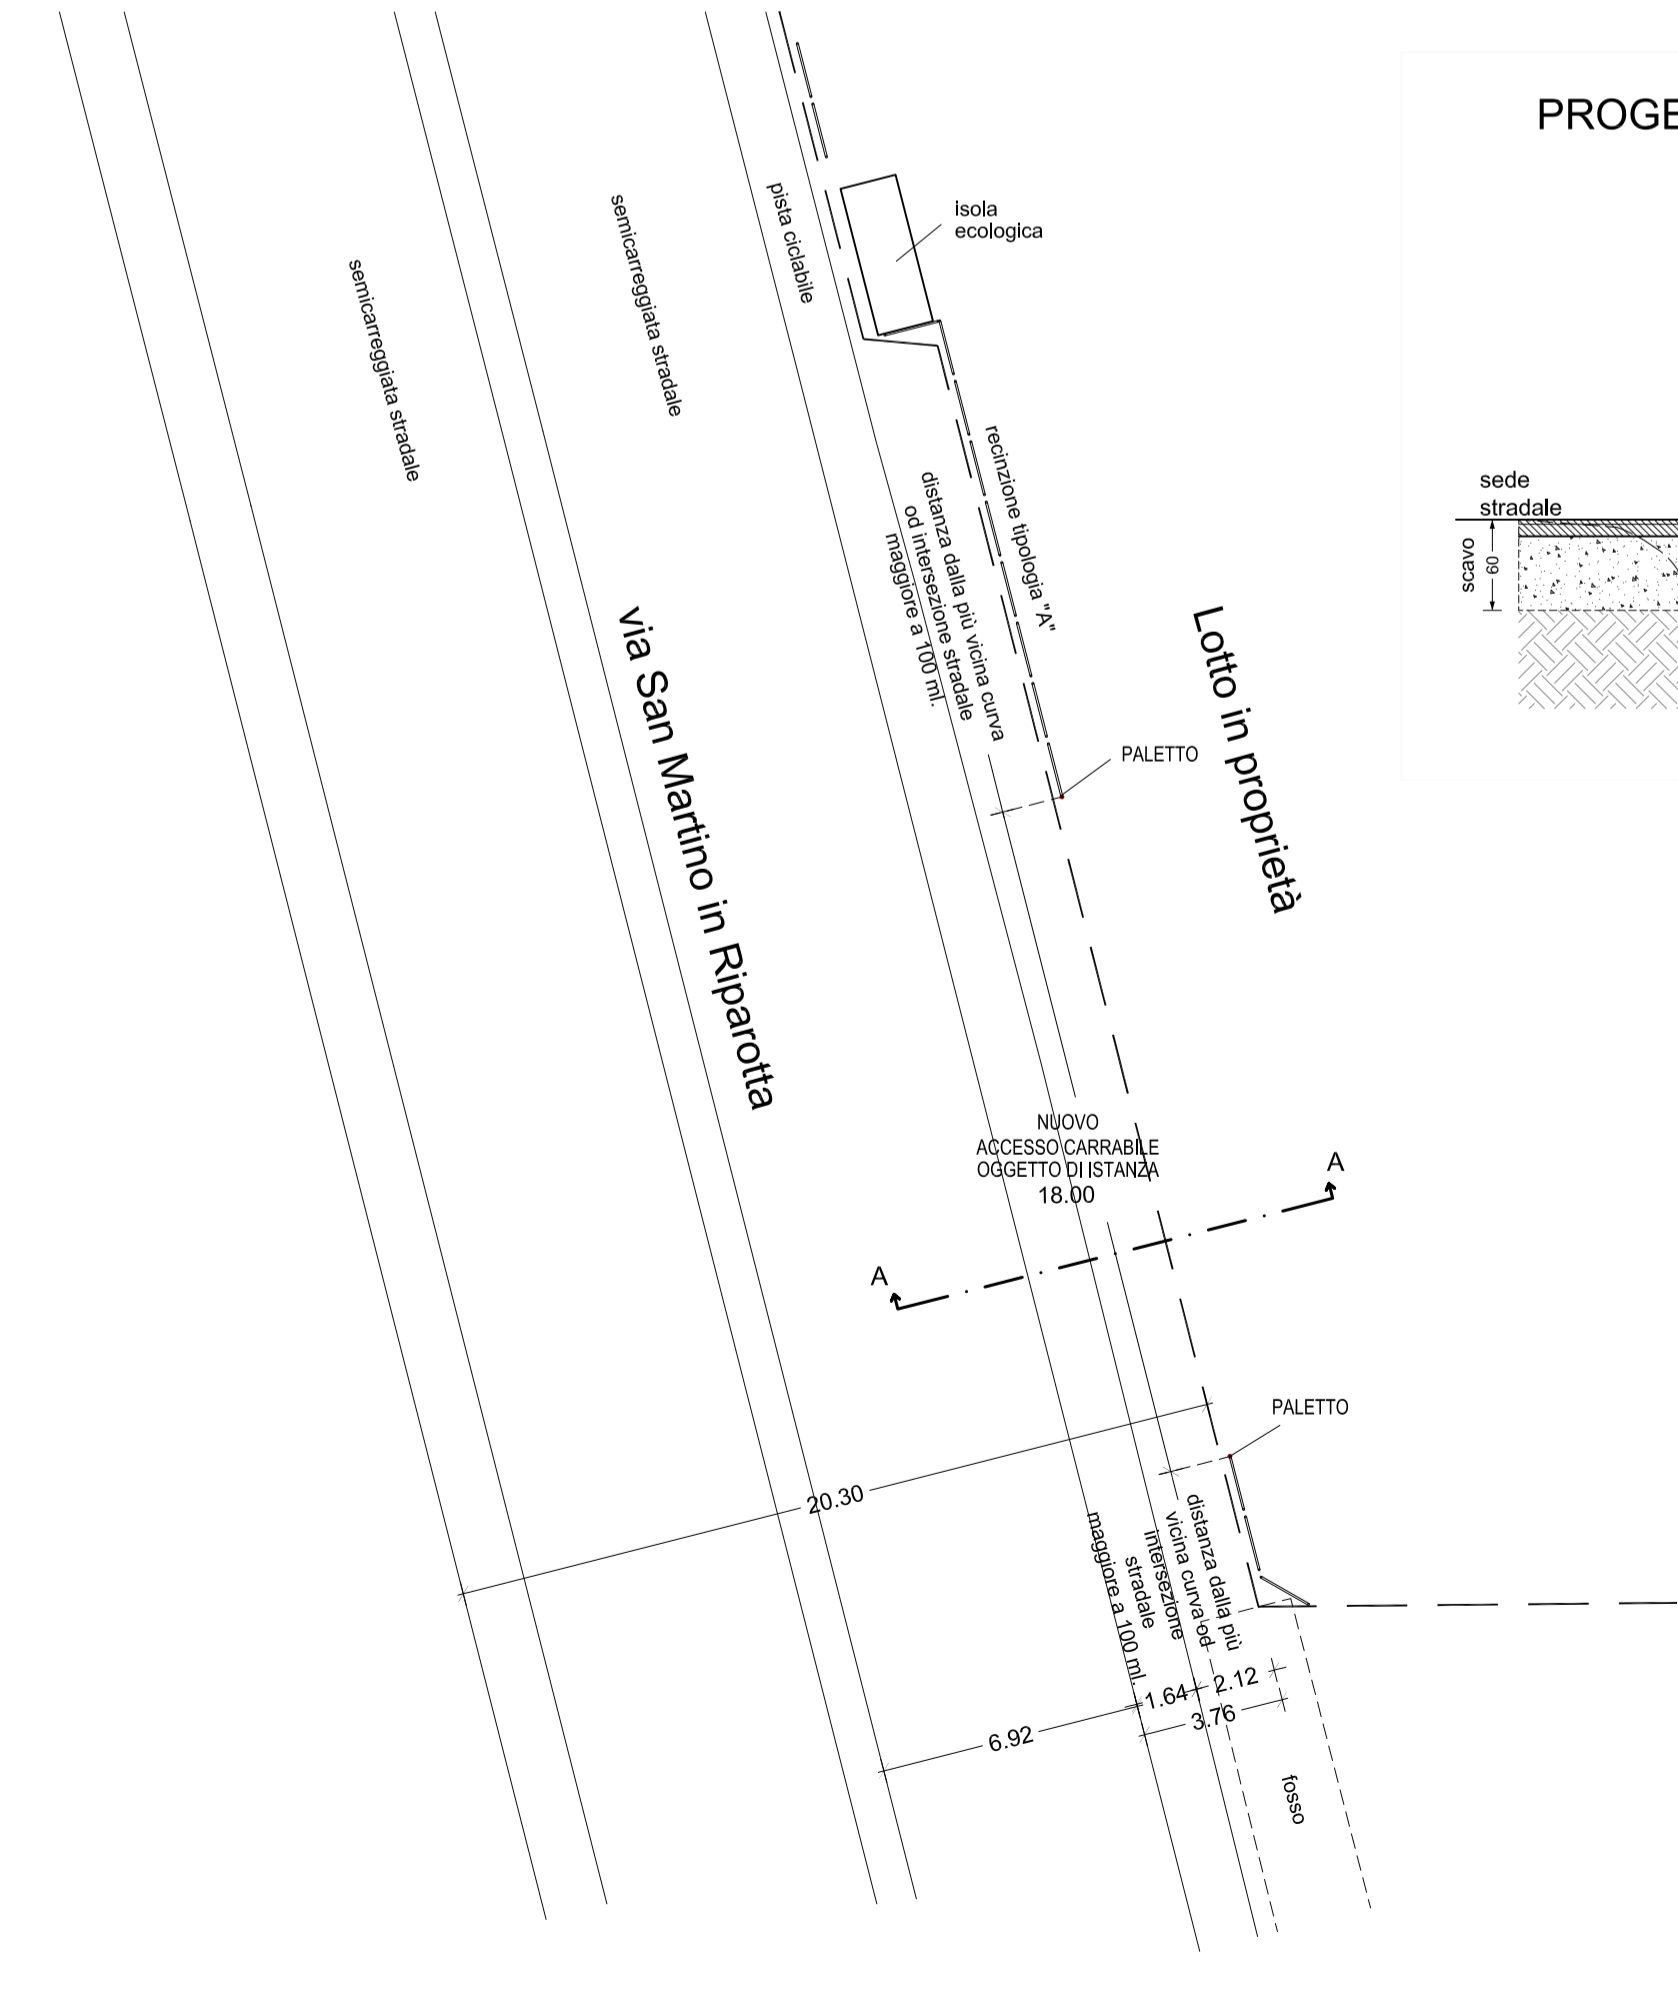 PROGE
isola
ecologica
pista ciclabile
semicarreggiata stradale
semicarreggiata stradale
recinzione tipologia "A"
distanza dalla più vicina curva
od intersezione stradale
maggiore a 100 ml.
sede
stradale
scavo
60
via San Martino in Riparotta
Lotto in proprietà
PALETTO
NUOVO
ACCESSO CARRABILE
OGGETTO DI ISTANZA
18.00
A
A
PALETTO
20.30
distanza dalla più
vicina curva od
intersezione
stradale
maggiore a 100 ml.
1.64
2.12
3.76
6.92
fosso